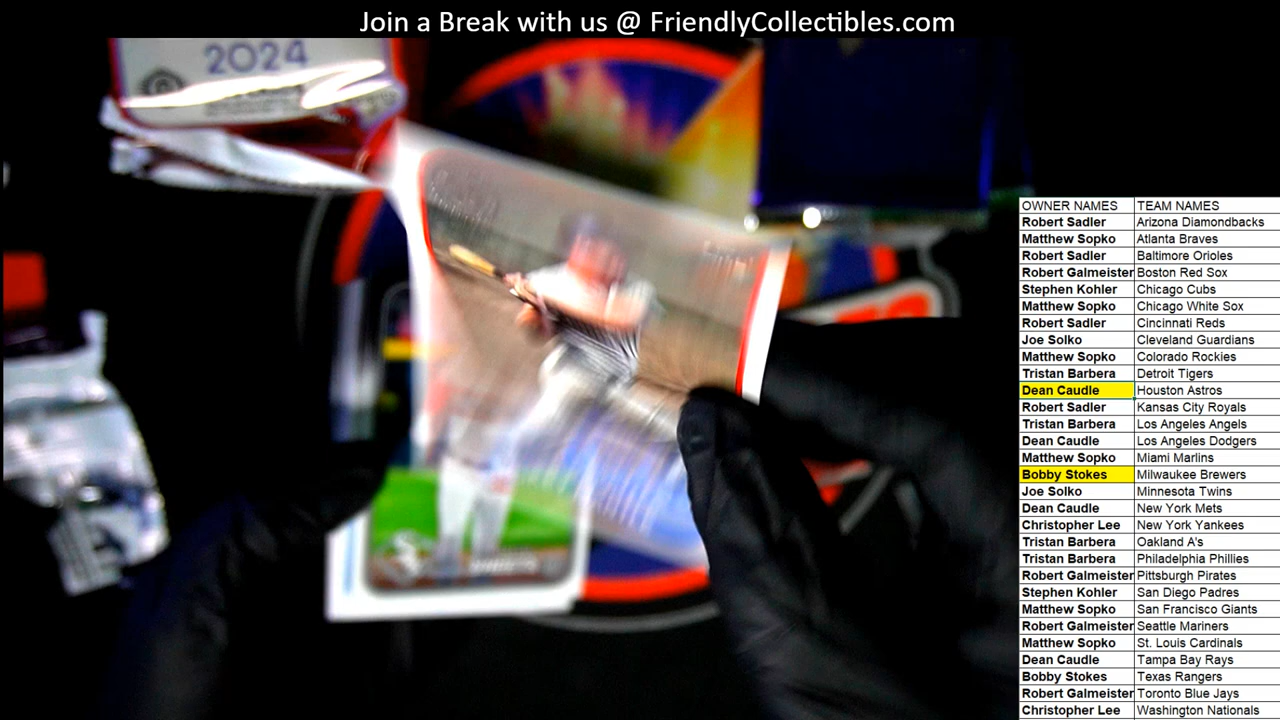 Join a Break with us @ FriendlyCollectibles.com
2024
OWNER NAMES TEAM NAMES
Robert Sadler Arizona Diamondbacks
Matthew Sopko Atlanta Braves
Robert Sadler Baltimore Orioles
Robert Galmeister Boston Red Sox
Stephen Kohler Chicago Cubs
Matthew Sopko Chicago White Sox
Robert Sadler Cincinnati Reds
Joe Solko Cleveland Guardians
Matthew Sopko Colorado Rockies
Tristan Barbera Detroit Tigers
Dean Caudle Houston Astros
Robert Sadler Kansas City Royals
Tristan Barbera Los Angeles Angels
Dean Caudle Los Angeles Dodgers
Matthew Sopko Miami Marlins
Bobby Stokes Milwaukee Brewers
Joe Solko Minnesota Twins
Dean Caudle New York Mets
Christopher Lee New York Yankees
Tristan Barbera Oakland A's
Tristan Barbera Philadelphia Phillies
Robert Galmeister Pittsburgh Pirates
Stephen Kohler San Diego Padres
Matthew Sopko San Francisco Giants
Robert Galmeister Seattle Mariners
Matthew Sopko St. Louis Cardinals
Dean Caudle Tampa Bay Rays
Bobby Stokes Texas Rangers
Robert Galmeister Toronto Blue Jays
Christopher Lee Washington Nationals